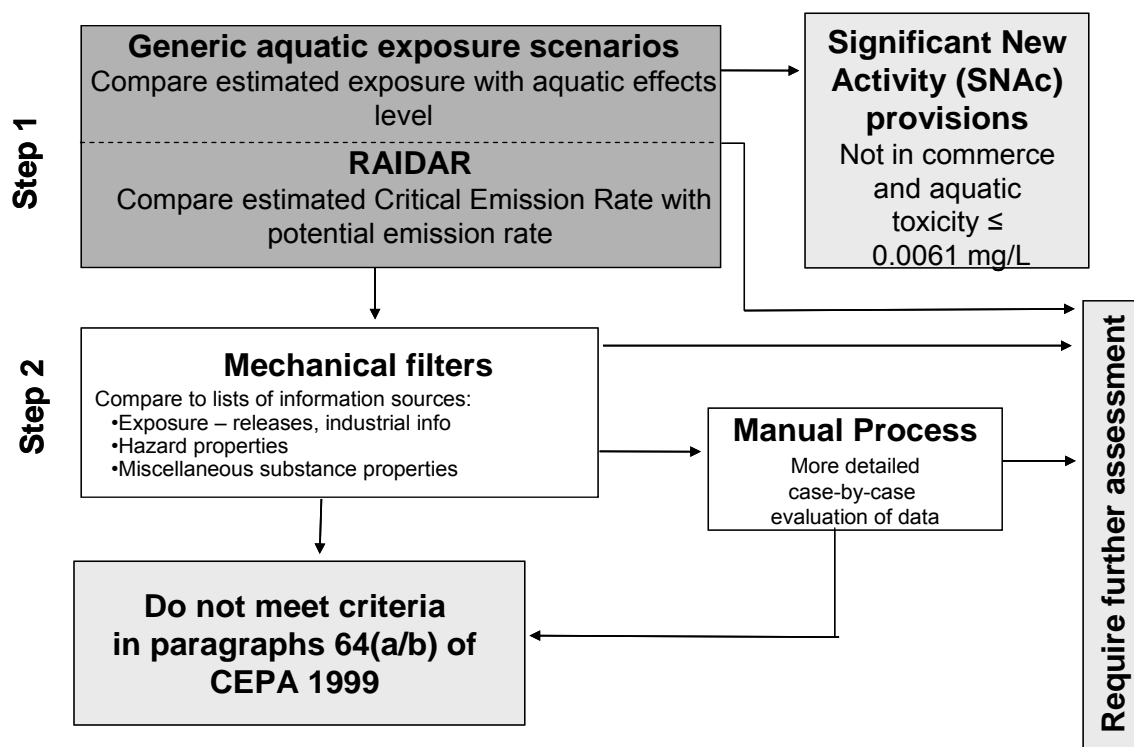 Step 1
Generic aquatic exposure scenarios
Compare estimated exposure with aquatic effects
level
RAIDAR
Compare estimated Critical Emission Rate with
potential emission rate
Significant New
Activity (SNAc)
provisions
Not in commerce
and aquatic
toxicity ≤
0.0061 mg/L
Step 2
Mechanical filters
Compare to lists of information sources:
•Exposure – releases, industrial info
•Hazard properties
•Miscellaneous substance properties
Manual Process
More detailed
case-by-case
evaluation of data
Require further assessment
Do not meet criteria
in paragraphs 64(a/b) of
CEPA 1999